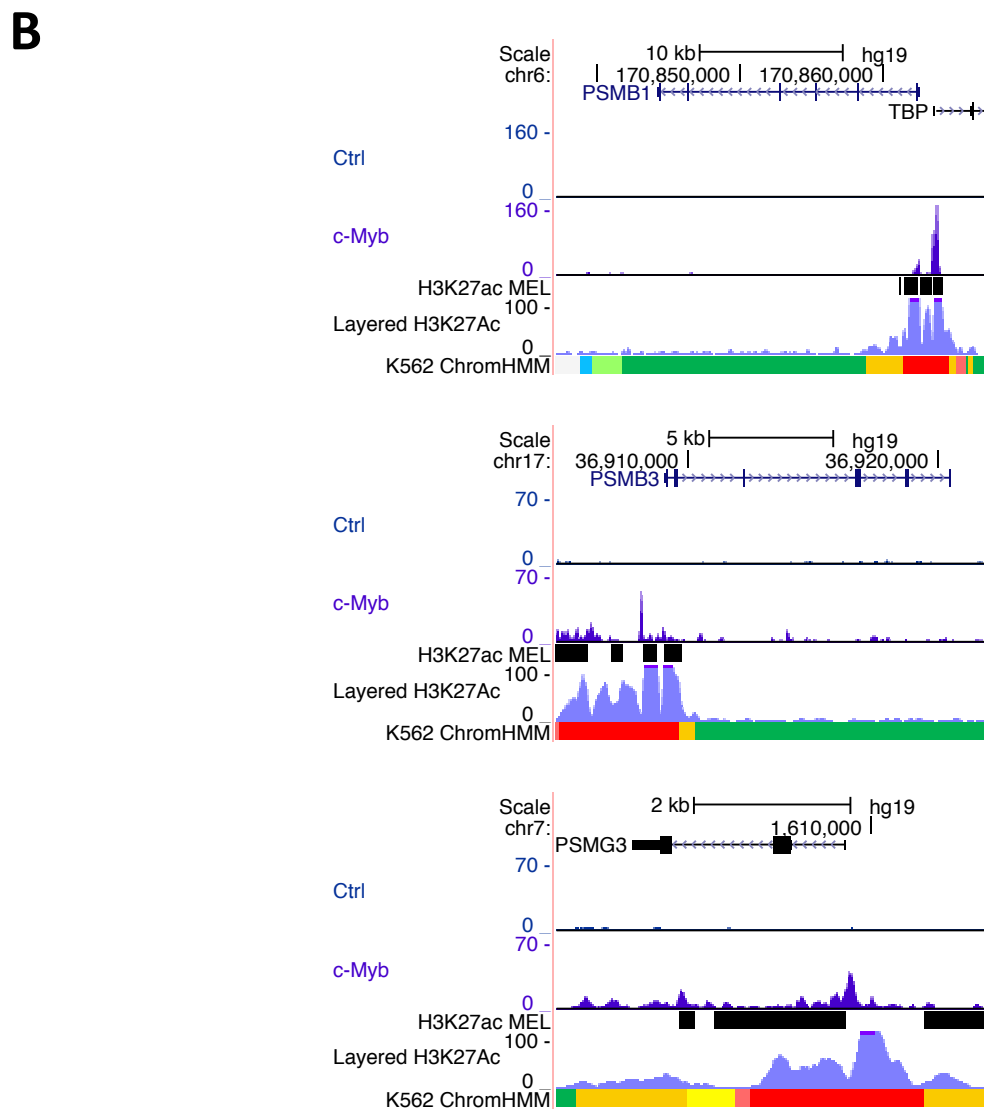 B
Scale 10 kb hg19
chr6: 170,850,000 170,860,000
PSMB1
TBP
160 -
Ctrl
0 _
160 -
c-Myb
0 _
H3K27ac MEL
100 -
Layered H3K27Ac
0 _
K562 ChromHMM
Scale 5 kb hg19
chr17: 36,910,000 36,920,000
PSMB3
70 -
Ctrl
0 _
70 -
c-Myb
0 _
H3K27ac MEL
100 -
Layered H3K27Ac
0 _
K562 ChromHMM
Scale 2 kb hg19
chr7: 1,610,000
PSMG3
70 -
Ctrl
0 _
70 -
c-Myb
0 _
H3K27ac MEL
100 -
Layered H3K27Ac
0 _
K562 ChromHMM